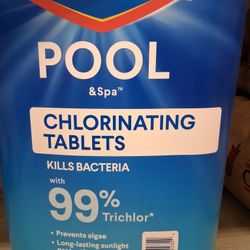 POOL
&Spa™
CHLORINATING
TABLETS
KILLS BACTERIA
with
99%
Trichlor*
• Prevents algae
• Long-lasting sunlight